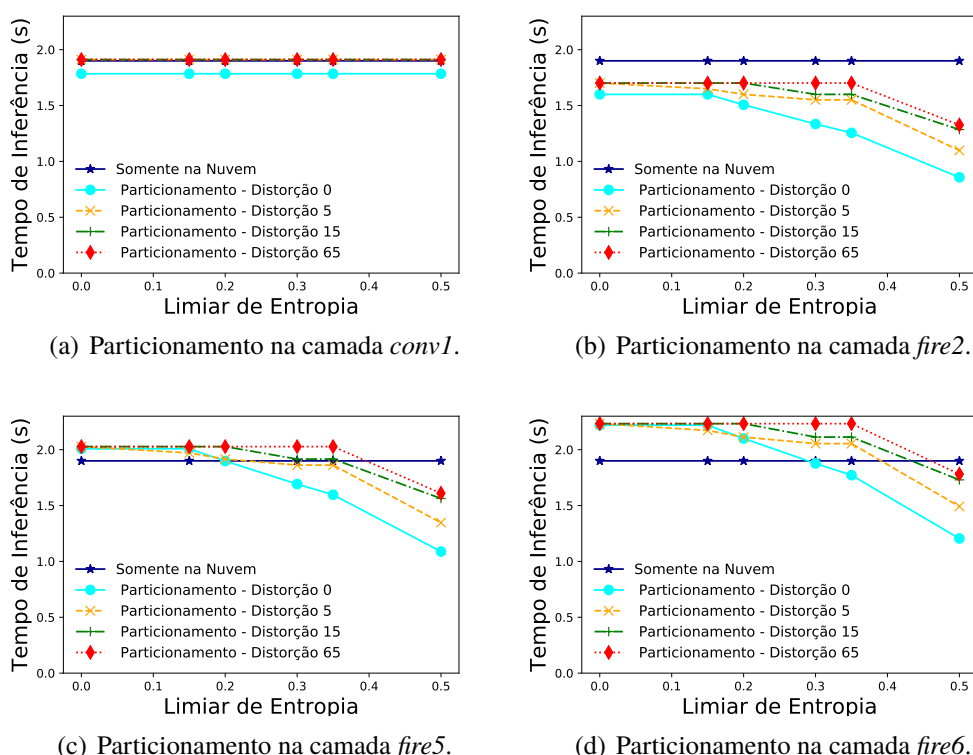 Tempo de Inferência (s)
2.0
1.5
1.0
0.5
0.0
Somente na Nuvem
Particionamento - Distorção 0
Particionamento - Distorção 5
Particionamento - Distorção 15
Particionamento - Distorção 65
0.0 0.1 0.2 0.3 0.4 0.5
Limiar de Entropia
(a) Particionamento na camada conv1.
Tempo de Inferência (s)
2.0
1.5
1.0
0.5
0.0
Somente na Nuvem
Particionamento - Distorção 0
Particionamento - Distorção 5
Particionamento - Distorção 15
Particionamento - Distorção 65
0.0 0.1 0.2 0.3 0.4 0.5
Limiar de Entropia
(b) Particionamento na camada fire2.
Tempo de Inferência (s)
2.0
1.5
1.0
0.5
0.0
Somente na Nuvem
Particionamento - Distorção 0
Particionamento - Distorção 5
Particionamento - Distorção 15
Particionamento - Distorção 65
0.0 0.1 0.2 0.3 0.4 0.5
Limiar de Entropia
(c) Particionamento na camada fire5.
Tempo de Inferência (s)
2.0
1.5
1.0
0.5
0.0
Somente na Nuvem
Particionamento - Distorção 0
Particionamento - Distorção 5
Particionamento - Distorção 15
Particionamento - Distorção 65
0.0 0.1 0.2 0.3 0.4 0.5
Limiar de Entropia
(d) Particionamento na camada fire6.